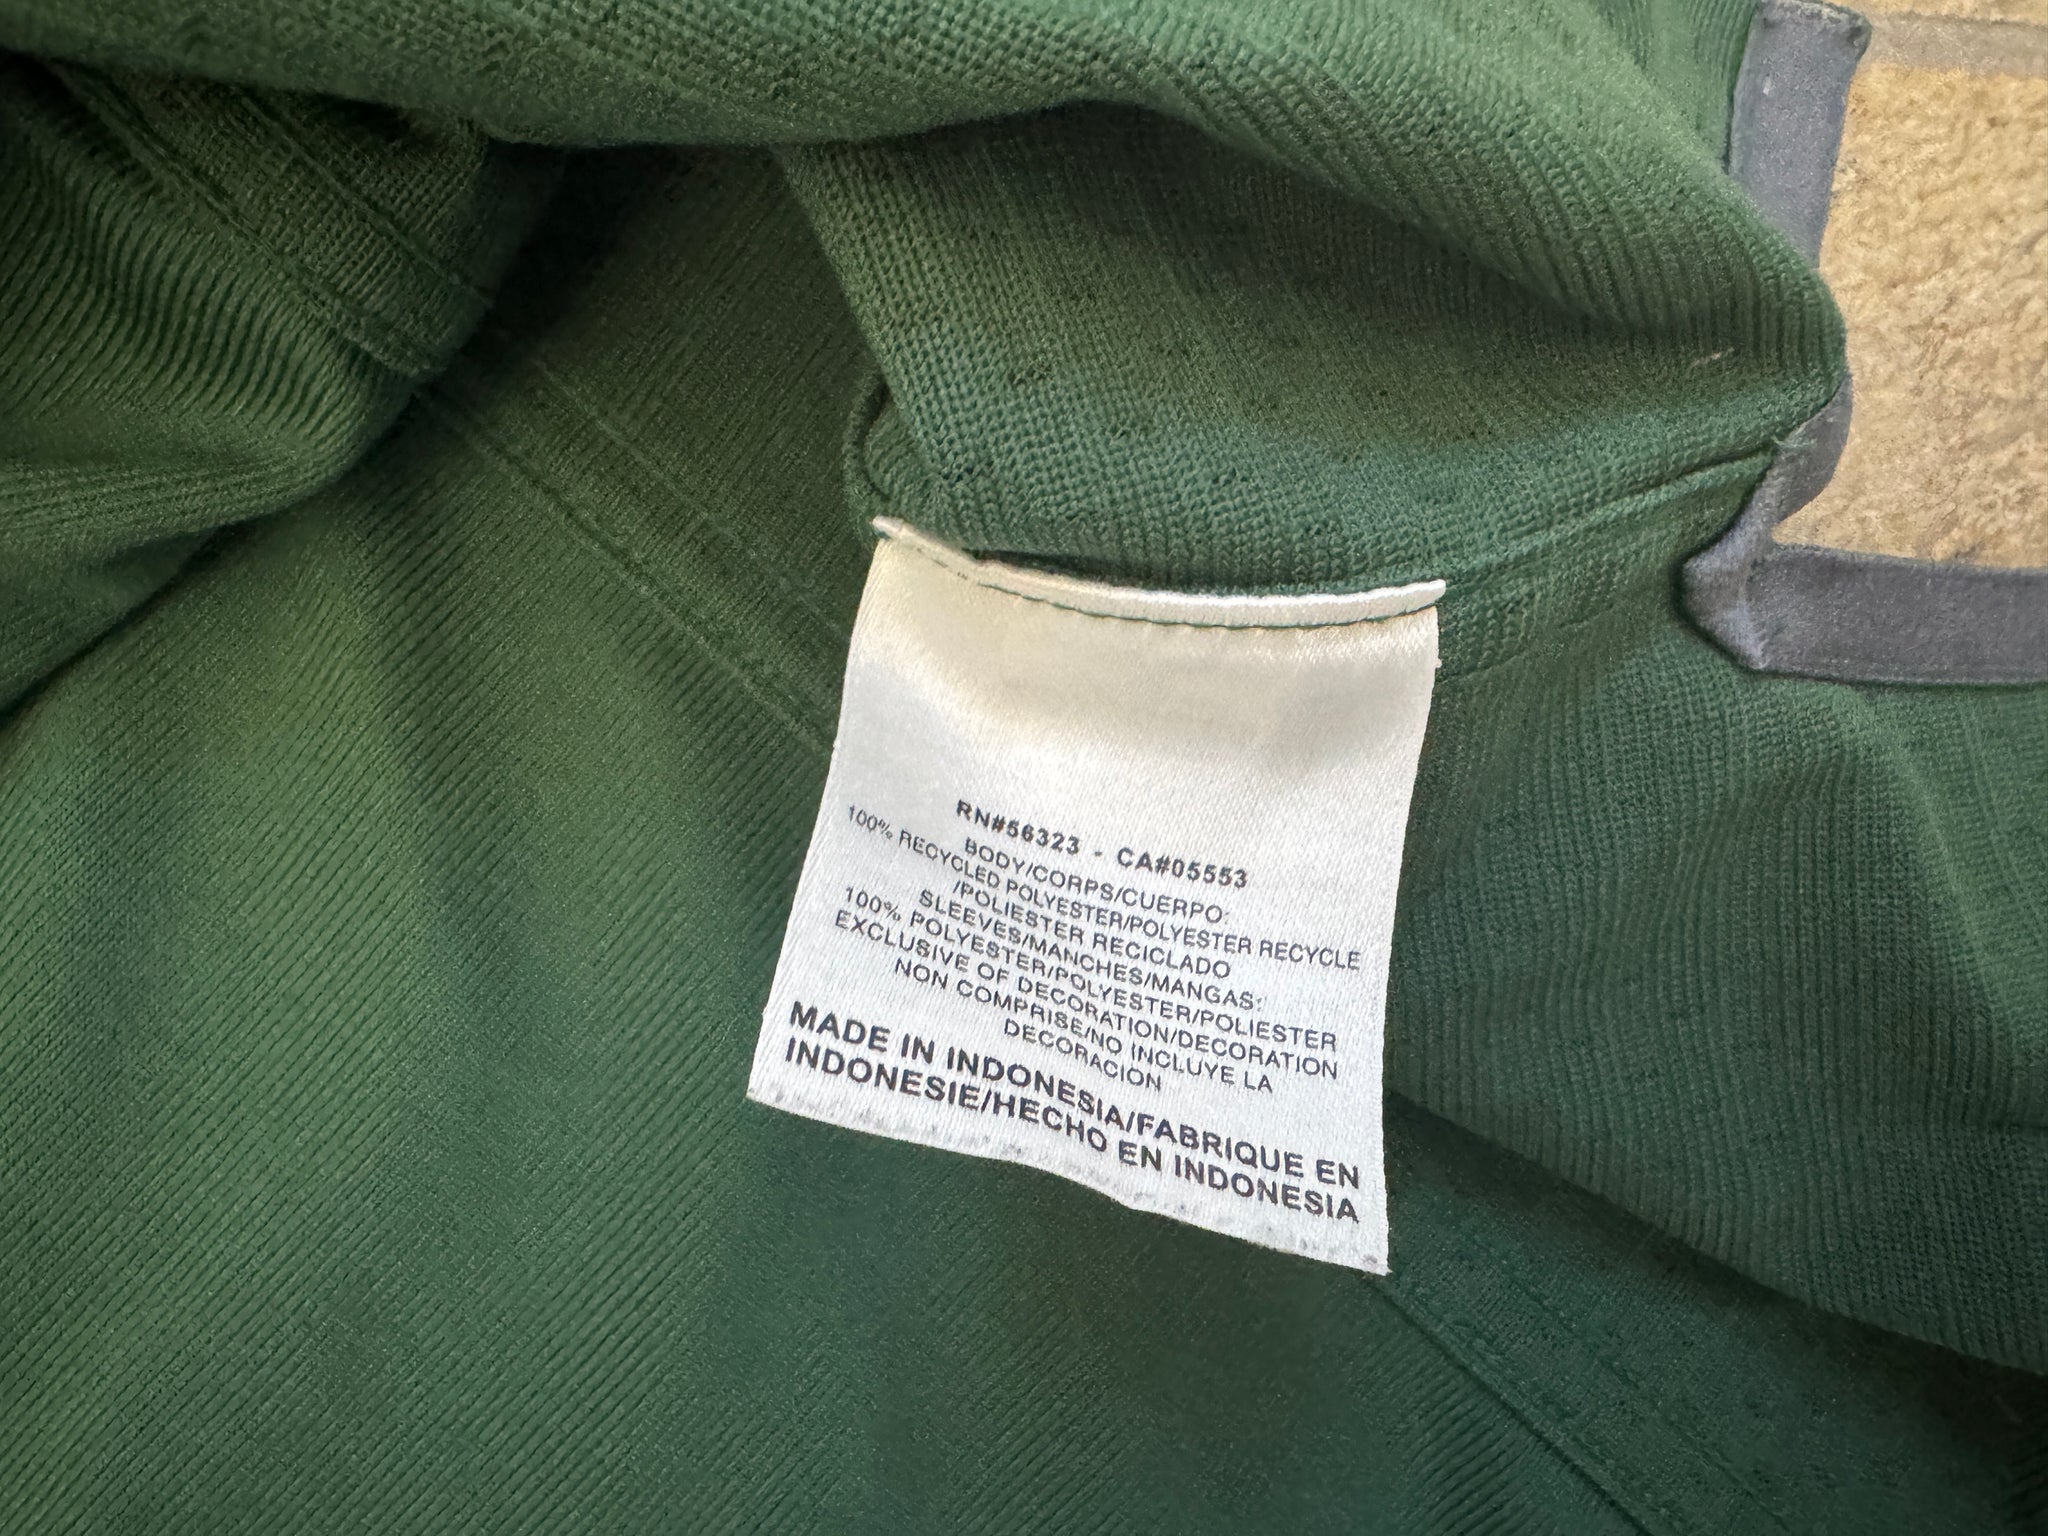 RN#56323 - CA#05553
BODY/CORPS/CUERPO:
100% RECYCLED POLYESTER/POLYESTER RECYCLE
/POLIESTER RECICLADO
SLEEVES/MANCHES/MANGAS:
100% POLYESTER/POLYESTER/POLIESTER
EXCLUSIVE OF DECORATION/DECORATION
NON COMPRISE/NO INCLUYE LA
DECORACION
MADE IN INDONESIA/FABRIQUE EN
INDONESIE/HECHO EN INDONESIA